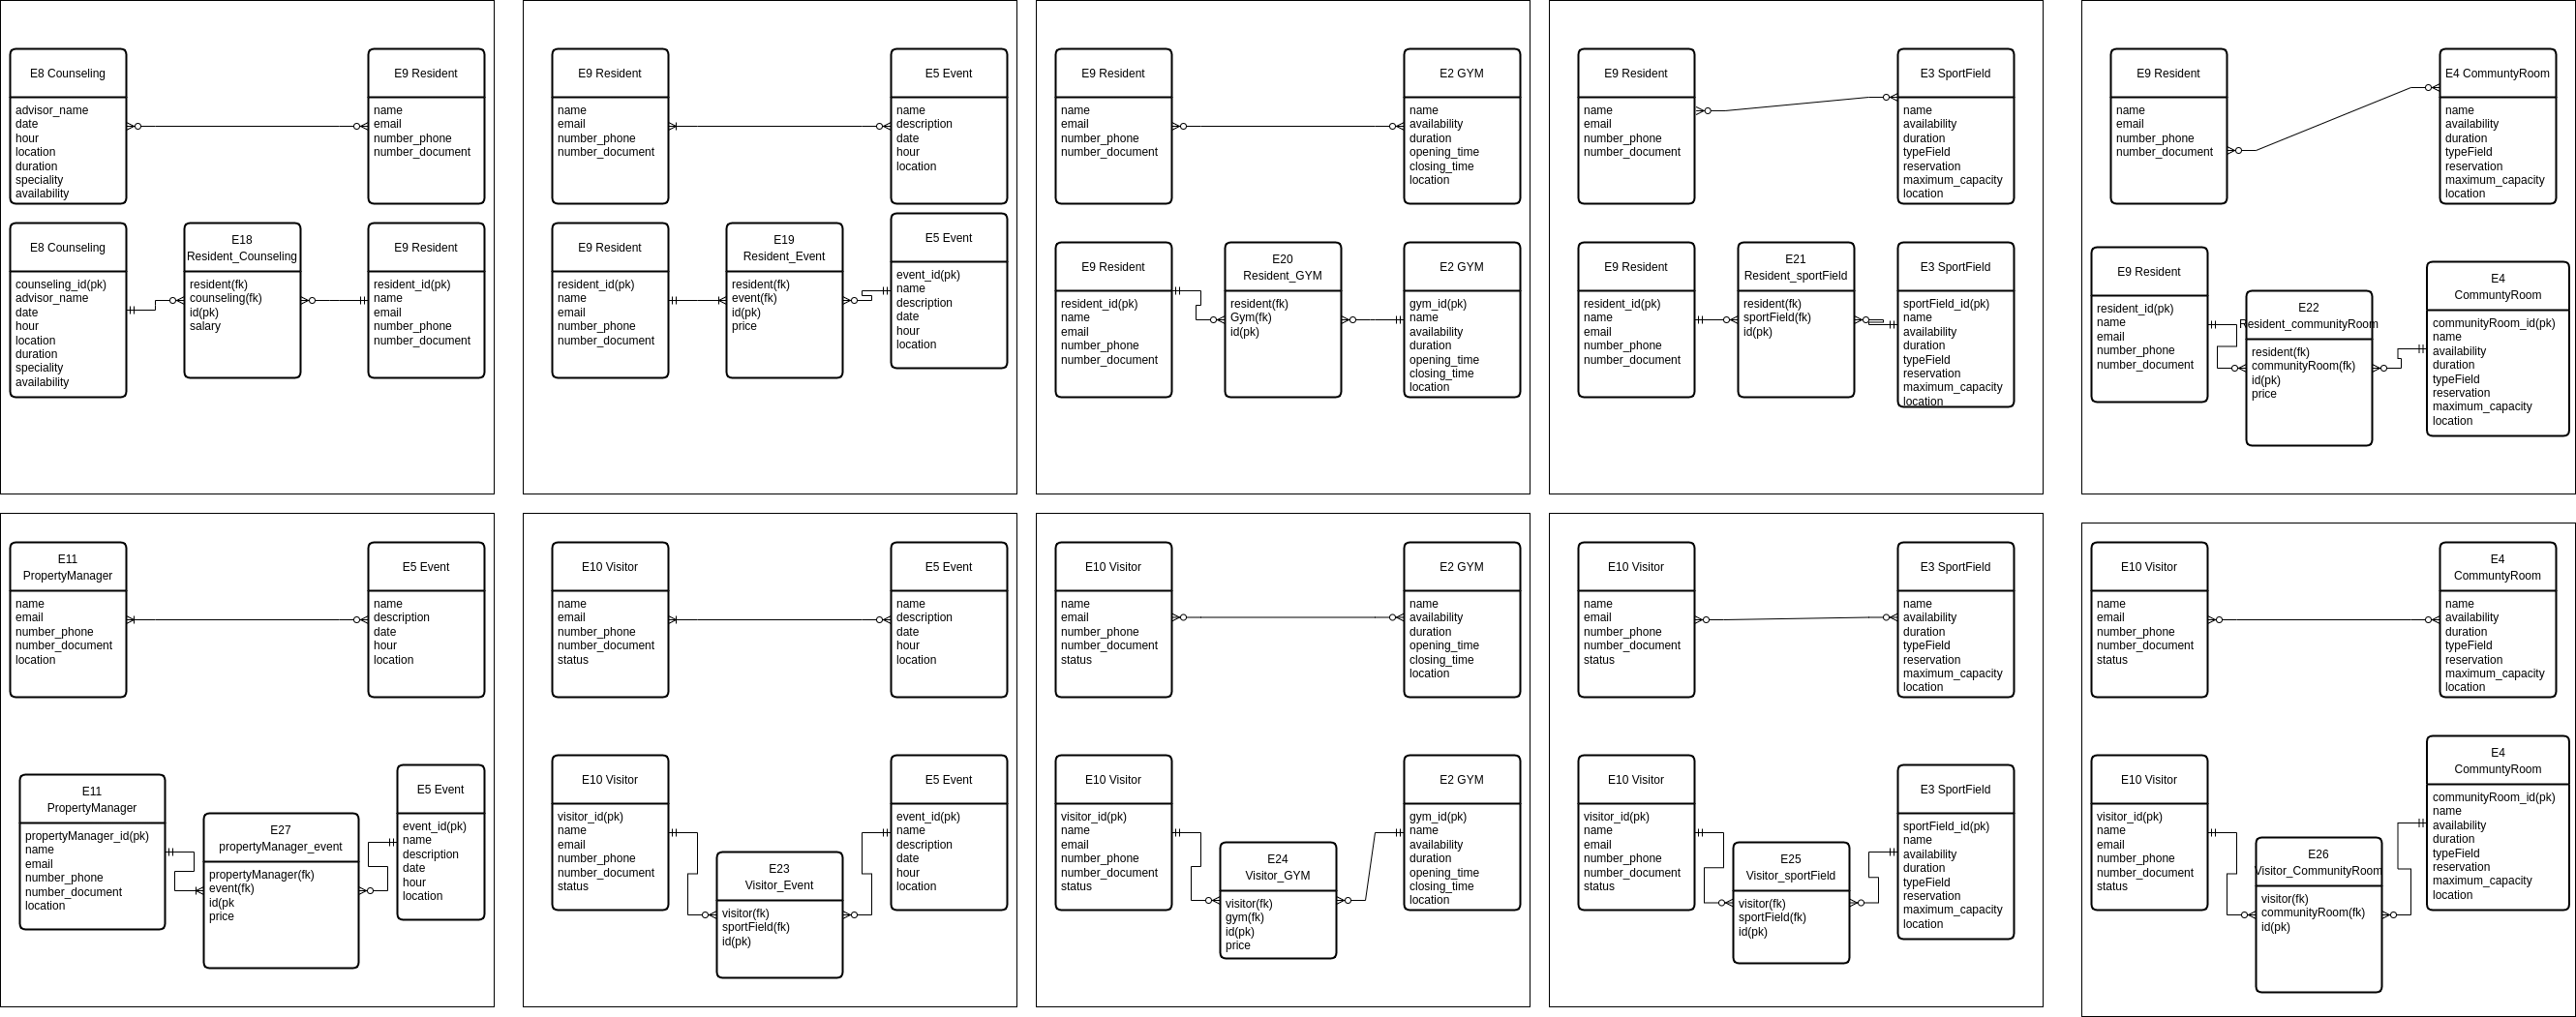 E8 Counseling
advisor_name
date
hour
location
duration
speciality
availability
E9 Resident
name
email
number_phone
number_document
E8 Counseling
counseling_id(pk)
advisor_name
date
hour
location
duration
speciality
availability
E18
Resident_Counseling
resident(fk)
counseling(fk)
id(pk)
salary
E9 Resident
resident_id(pk)
name
email
number_phone
number_document
E9 Resident
name
email
number_phone
number_document
E5 Event
name
description
date
hour
location
E9 Resident
resident_id(pk)
name
email
number_phone
number_document
E19
Resident_Event
resident(fk)
event(fk)
id(pk)
price
E5 Event
event_id(pk)
name
description
date
hour
location
E9 Resident
name
email
number_phone
number_document
E2 GYM
name
availability
duration
opening_time
closing_time
location
E9 Resident
resident_id(pk)
name
email
number_phone
number_document
E20
Resident_GYM
resident(fk)
Gym(fk)
id(pk)
E2 GYM
gym_id(pk)
name
availability
duration
opening_time
closing_time
location
E9 Resident
name
email
number_phone
number_document
E3 SportField
name
availability
duration
typeField
reservation
maximum_capacity
location
E9 Resident
resident_id(pk)
name
email
number_phone
number_document
E21
Resident_sportField
resident(fk)
sportField(fk)
id(pk)
E3 SportField
sportField_id(pk)
name
availability
duration
typeField
reservation
maximum_capacity
location
E9 Resident
name
email
number_phone
number_document
E4 CommuntyRoom
name
availability
duration
typeField
reservation
maximum_capacity
location
E9 Resident
resident_id(pk)
name
email
number_phone
number_document
E22
Resident_communityRoom
resident(fk)
communityRoom(fk)
id(pk)
price
E4
CommuntyRoom
communityRoom_id(pk)
name
availability
duration
typeField
reservation
maximum_capacity
location
E11
PropertyManager
name
email
number_phone
number_document
location
E5 Event
name
description
date
hour
location
E11
PropertyManager
propertyManager_id(pk)
name
email
number_phone
number_document
location
E27
propertyManager_event
propertyManager(fk)
event(fk)
id(pk
price
E5 Event
event_id(pk)
name
description
date
hour
location
E10 Visitor
name
email
number_phone
number_document
status
E5 Event
name
description
date
hour
location
E10 Visitor
visitor_id(pk)
name
email
number_phone
number_document
status
E23
Visitor_Event
visitor(fk)
sportField(fk)
id(pk)
E5 Event
event_id(pk)
name
description
date
hour
location
E10 Visitor
name
email
number_phone
number_document
status
E2 GYM
name
availability
duration
opening_time
closing_time
location
E10 Visitor
visitor_id(pk)
name
email
number_phone
number_document
status
E24
Visitor_GYM
visitor(fk)
gym(fk)
id(pk)
price
E2 GYM
gym_id(pk)
name
availability
duration
opening_time
closing_time
location
E10 Visitor
name
email
number_phone
number_document
status
E3 SportField
name
availability
duration
typeField
reservation
maximum_capacity
location
E10 Visitor
visitor_id(pk)
name
email
number_phone
number_document
status
E25
Visitor_sportField
visitor(fk)
sportField(fk)
id(pk)
E3 SportField
sportField_id(pk)
name
availability
duration
typeField
reservation
maximum_capacity
location
E10 Visitor
name
email
number_phone
number_document
status
E4
CommuntyRoom
name
availability
duration
typeField
reservation
maximum_capacity
location
E10 Visitor
visitor_id(pk)
name
email
number_phone
number_document
status
E26
Visitor_CommunityRoom
visitor(fk)
communityRoom(fk)
id(pk)
E4
CommuntyRoom
communityRoom_id(pk)
name
availability
duration
typeField
reservation
maximum_capacity
location